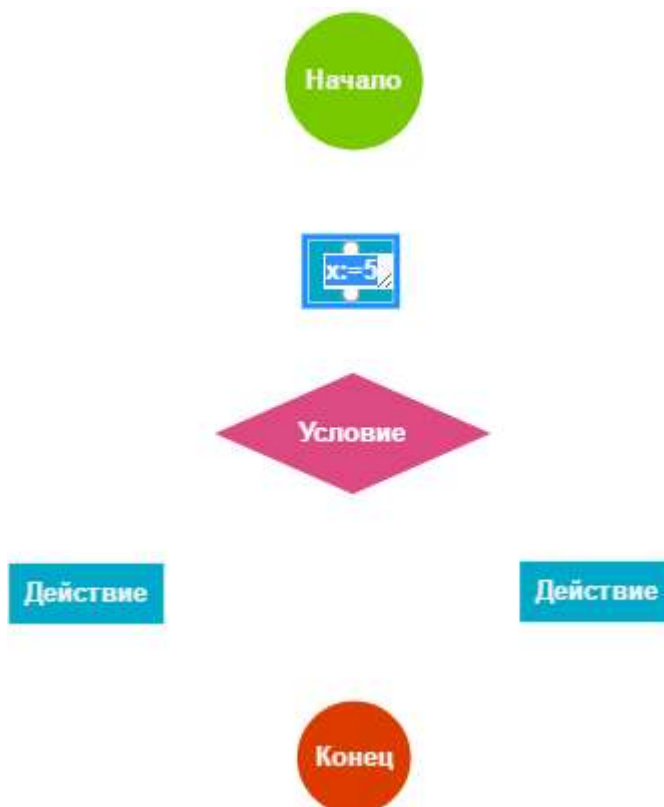 Начало
x:=5
Условие
Действие
Действие
Конец